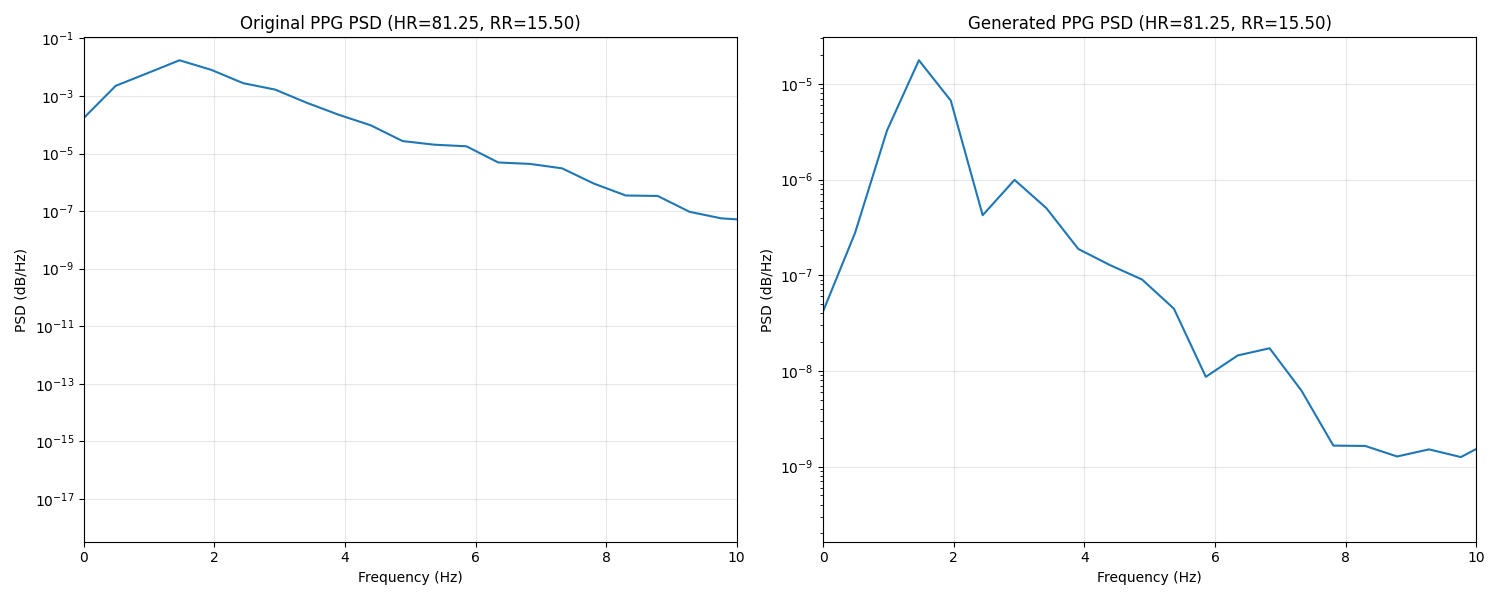 Original PPG PSD (HR=81.25, RR=15.50)
PSD (dB/Hz)
10⁻¹
10⁻³
10⁻⁵
10⁻⁷
10⁻⁹
10⁻¹¹
10⁻¹³
10⁻¹⁵
10⁻¹⁷
0 2 4 6 8 10
Frequency (Hz)
Generated PPG PSD (HR=81.25, RR=15.50)
PSD (dB/Hz)
10⁻⁵
10⁻⁶
10⁻⁷
10⁻⁸
10⁻⁹
0 2 4 6 8 10
Frequency (Hz)